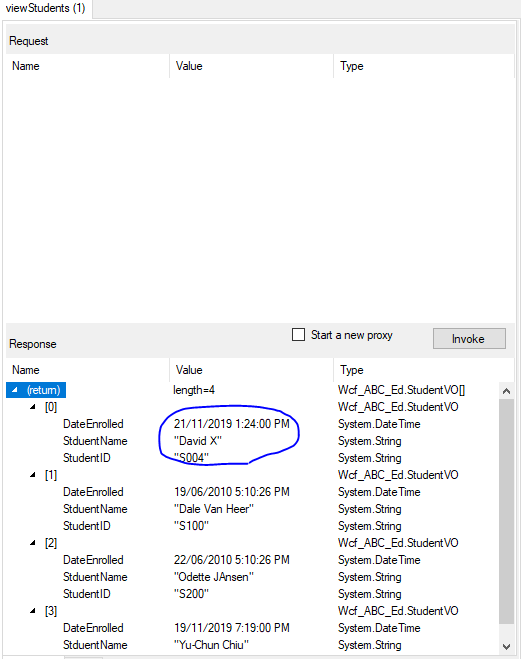 viewStudents (1)
Request
Name Value Type
Start a new proxy Invoke
Response
Name Value Type
(return) length=4 Wcf_ABC_Ed.StudentVO[]
[0] Wcf_ABC_Ed.StudentVO
DateEnrolled 21/11/2019 1:24:00 PM System.DateTime
StduentName "David X" System.String
StudentID "S004" System.String
[1] Wcf_ABC_Ed.StudentVO
DateEnrolled 19/06/2010 5:10:26 PM System.DateTime
StduentName "Dale Van Heer" System.String
StudentID "S100" System.String
[2] Wcf_ABC_Ed.StudentVO
DateEnrolled 22/06/2010 5:10:26 PM System.DateTime
StduentName "Odette JAnsen" System.String
StudentID "S200" System.String
[3] Wcf_ABC_Ed.StudentVO
DateEnrolled 19/11/2019 7:19:00 PM System.DateTime
StduentName "Yu-Chun Chiu" System.String